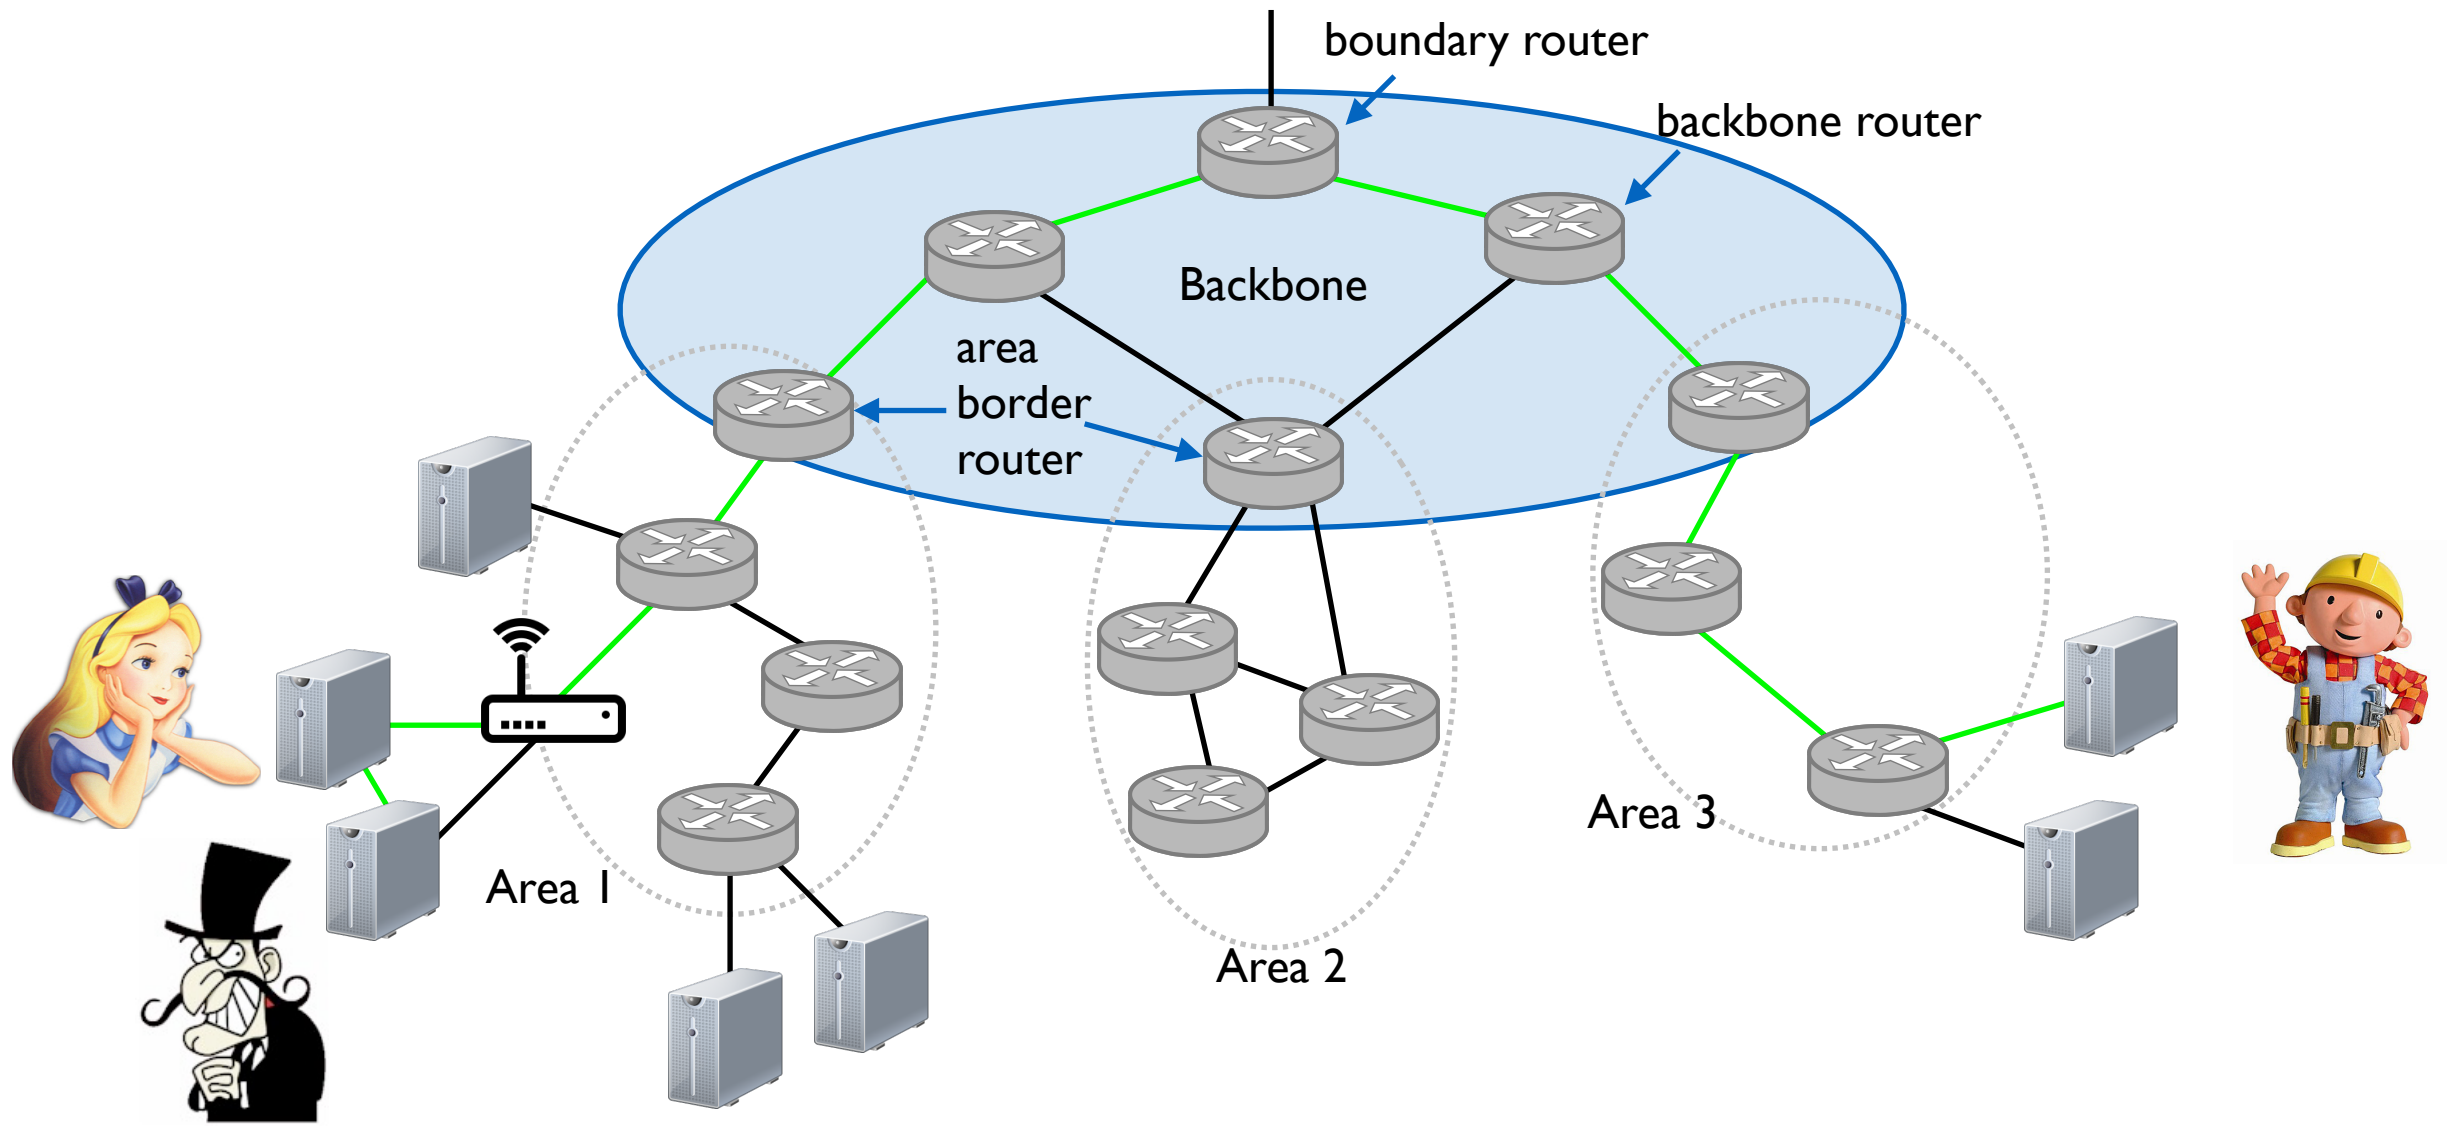 boundary router
backbone router
Backbone
area
border
router
Area 1
Area 2
Area 3